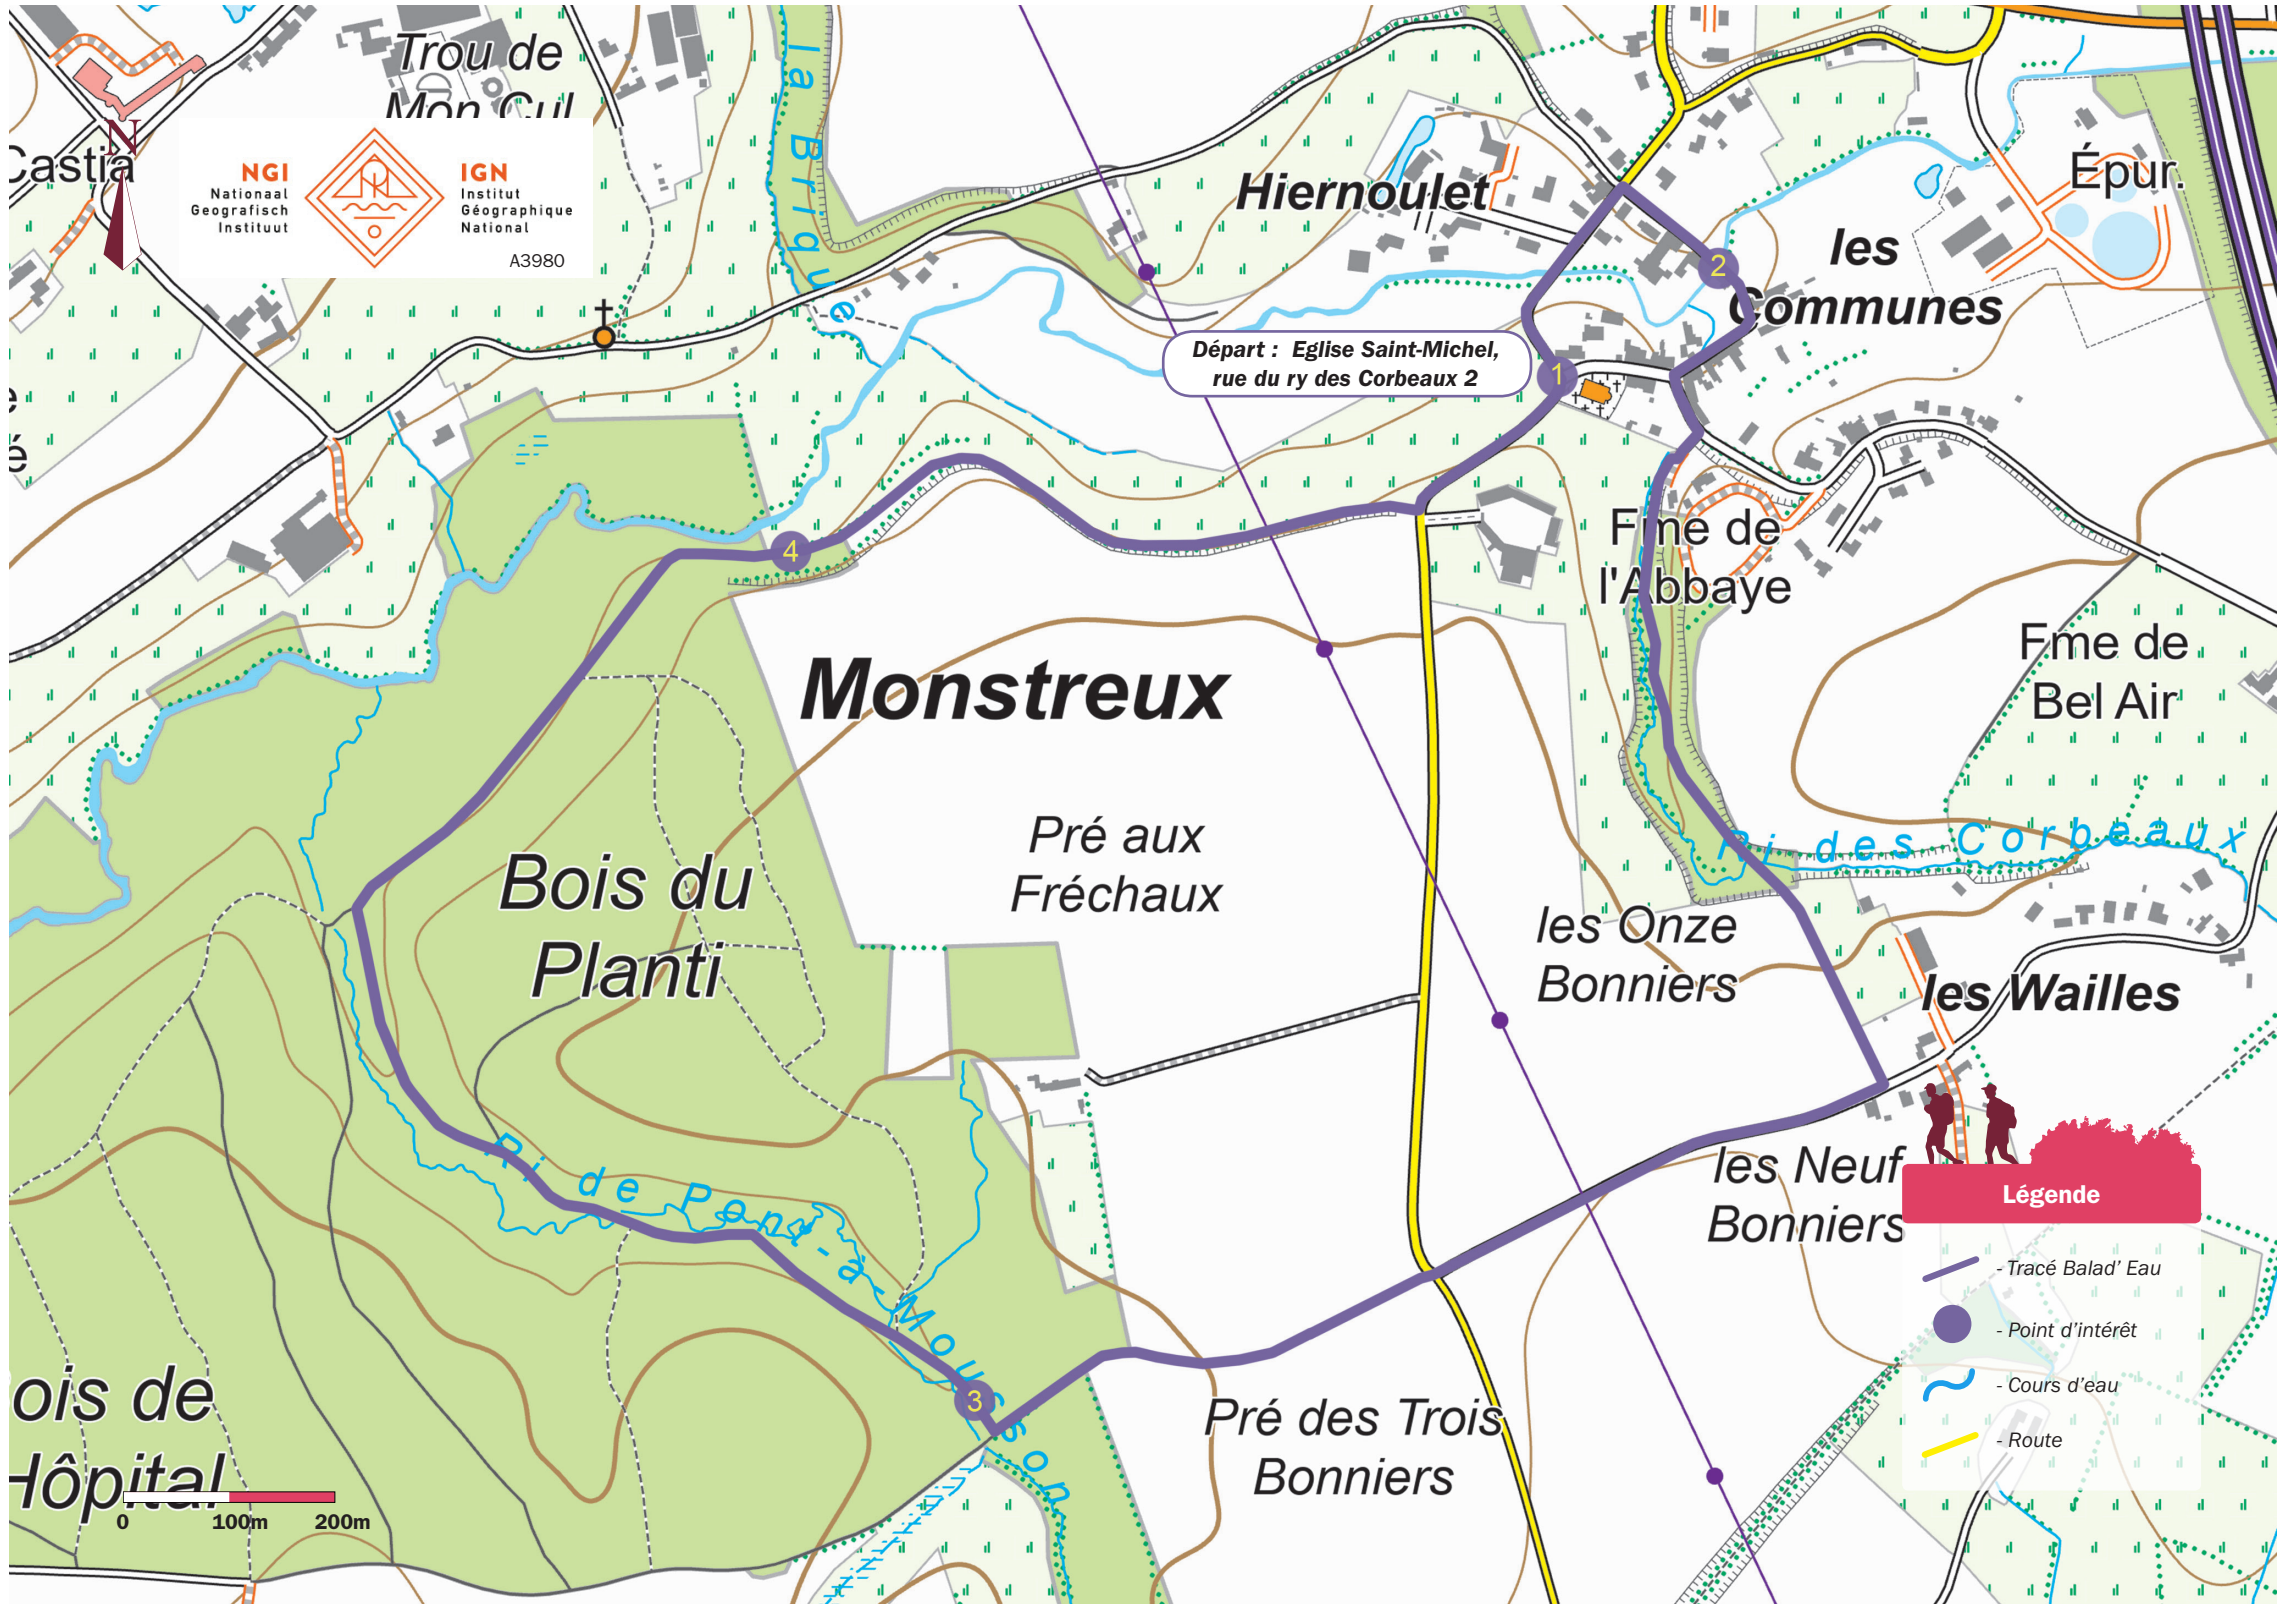 Trou de
Mon Cul
la Brique
Castia
N
NGI
Nationaal
Geografisch
Instituut
IGN
Institut
Géographique
National
A3980
Hiernoulet
Épur.
les
Communes
2
Départ : Eglise Saint-Michel,
rue du ry des Corbeaux 2
1
é
4
Fme de
l'Abbaye
Fme de
Bel Air
Monstreux
Pré aux
Fréchaux
Ri des Corbeaux
Bois du
Planti
les Onze
Bonniers
les Wailles
Ri de Pont-à-Mousson
les Neuf
Bonniers
Légende
- Tracé Balad' Eau
- Point d'intérêt
- Cours d'eau
- Route
3
Pré des Trois
Bonniers
ois de
Hôpital
0 100m 200m